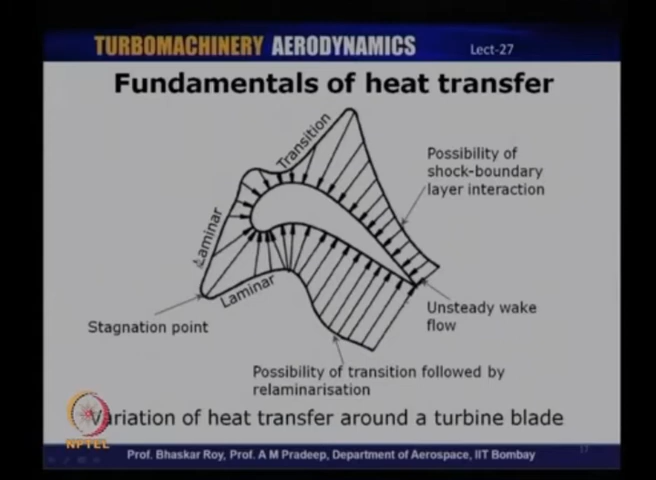 TURBOMACHINERY AERODYNAMICS
Lect-27
Fundamentals of heat transfer
Transition
Possibility of
shock-boundary
layer interaction
Laminar
Laminar
Stagnation point
Unsteady wake
flow
Possibility of transition followed by
relaminarisation
Variation of heat transfer around a turbine blade
NPTEL
Prof. Bhaskar Roy, Prof. A M Pradeep, Department of Aerospace, IIT Bombay
17